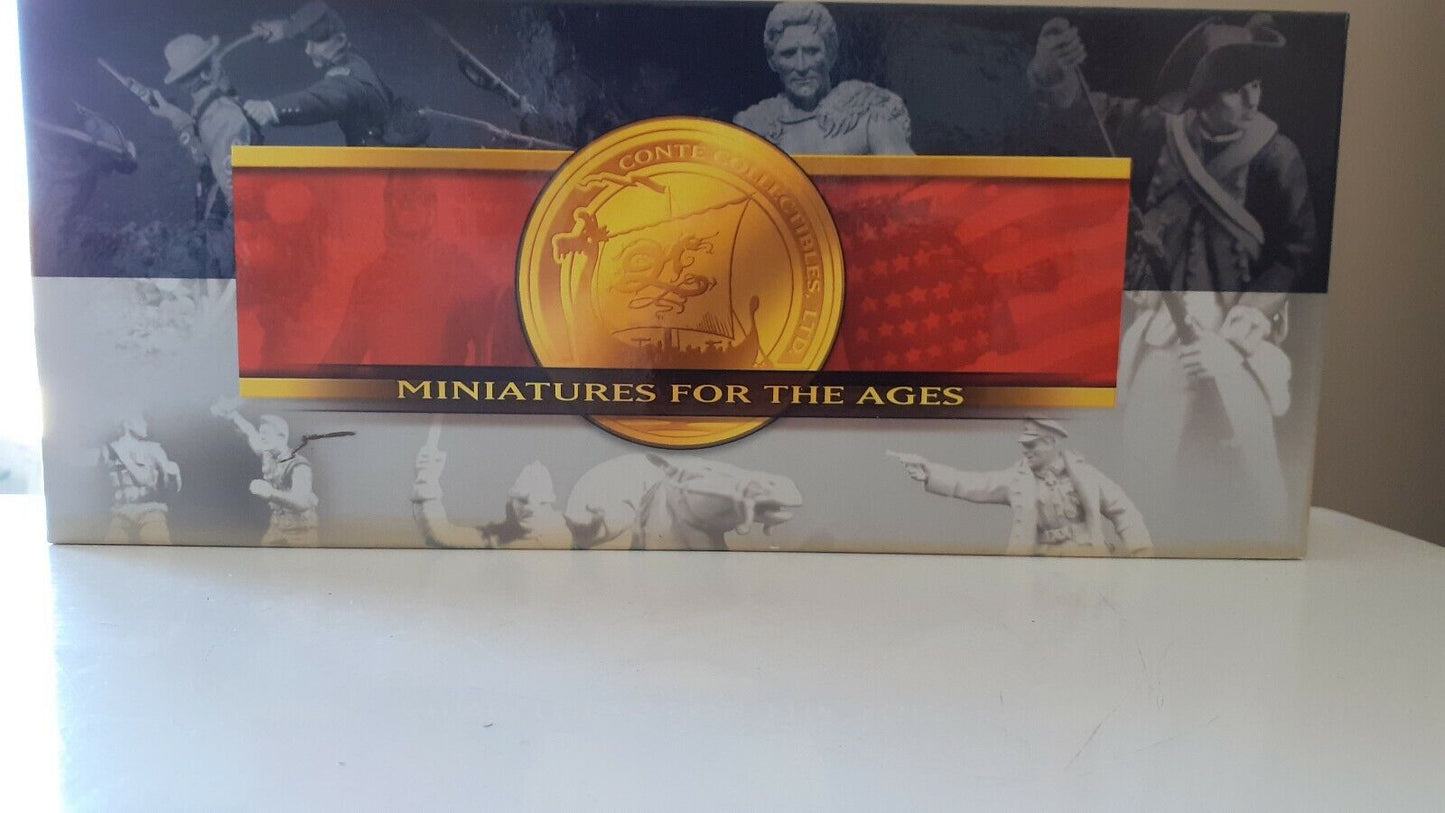 CONTE COLLECTIBLES, LTD.
MINIATURES FOR THE AGES